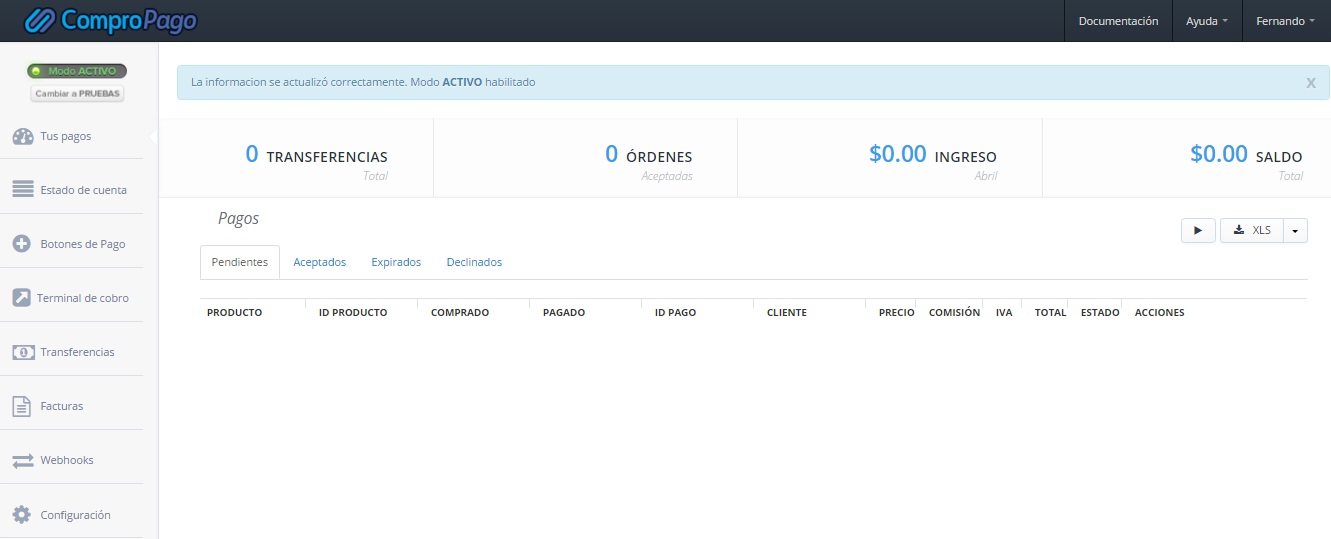 ComproPago
Documentación
Ayuda
Fernando
Modo ACTIVO
Cambiar a PRUEBAS
Tus pagos
Estado de cuenta
Botones de Pago
Terminal de cobro
Transferencias
Facturas
Webhooks
Configuración
La informacion se actualizó correctamente. Modo ACTIVO habilitado
X
0 TRANSFERENCIAS
Total
0 ÓRDENES
Aceptadas
$0.00 INGRESO
Abril
$0.00 SALDO
Total
Pagos
XLS
Pendientes Aceptados Expirados Declinados
PRODUCTO ID PRODUCTO COMPRADO PAGADO ID PAGO CLIENTE PRECIO COMISIÓN IVA TOTAL ESTADO ACCIONES